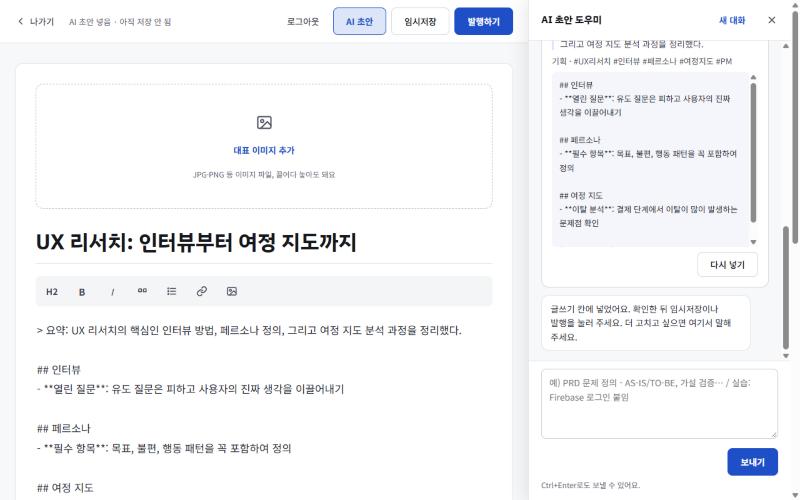 나가기
AI 초안 넣음 · 아직 저장 안 됨
로그아웃
AI 초안
임시저장
발행하기
대표 이미지 추가
JPG·PNG 등 이미지 파일, 끌어다 놓아도 돼요
UX 리서치: 인터뷰부터 여정 지도까지
H2
B
I
> 요약: UX 리서치의 핵심인 인터뷰 방법, 페르소나 정의, 그리고 여정 지도 분석 과정을 정리했다.
## 인터뷰
- **열린 질문**: 유도 질문은 피하고 사용자의 진짜 생각을 이끌어내기
## 페르소나
- **필수 항목**: 목표, 불편, 행동 패턴을 꼭 포함하여 정의
## 여정 지도
AI 초안 도우미
새 대화
그리고 여정 지도 분석 과정을 정리했다.
기획 · #UX리서치 #인터뷰 #페르소나 #여정지도 #PM
## 인터뷰
- **열린 질문**: 유도 질문은 피하고 사용자의 진짜
생각을 이끌어내기
## 페르소나
- **필수 항목**: 목표, 불편, 행동 패턴을 꼭 포함하여
정의
## 여정 지도
- **이탈 분석**: 결제 단계에서 이탈이 많이 발생하는
문제점 확인
다시 넣기
글쓰기 칸에 넣었어요. 확인한 뒤 임시저장이나
발행을 눌러 주세요. 더 고치고 싶으면 여기서 말해
주세요.
예) PRD 문제 정의 - AS-IS/TO-BE, 가설 검증… / 실습:
Firebase 로그인 붙임
보내기
Ctrl+Enter로도 보낼 수 있어요.